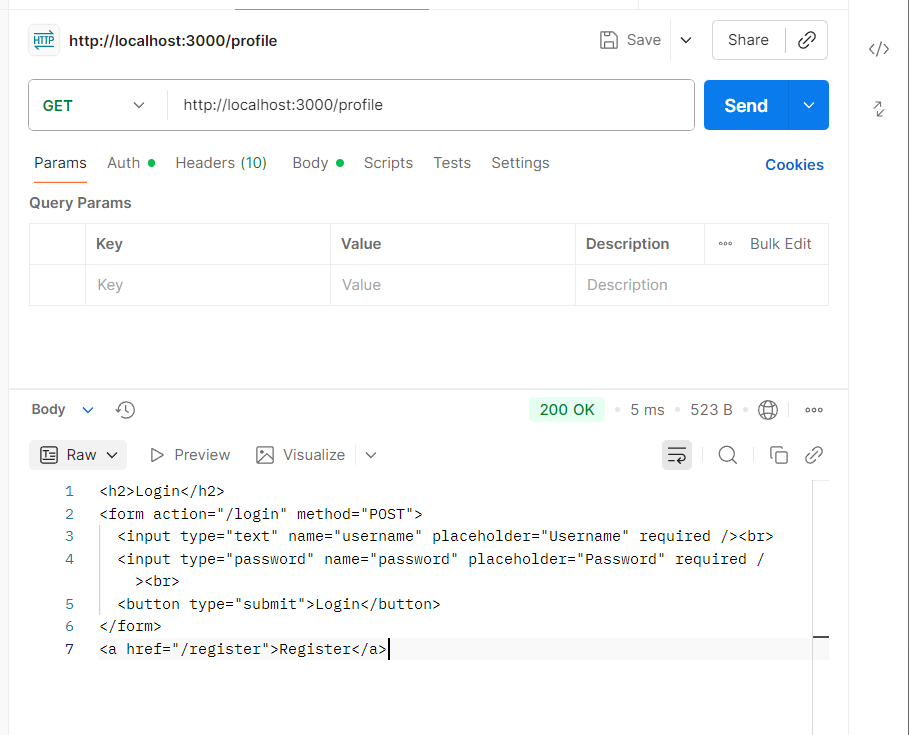 HTTP http://localhost:3000/profile Save Share
GET http://localhost:3000/profile Send
Params Auth Headers (10) Body Scripts Tests Settings Cookies
Query Params
Key Value Description Bulk Edit
Key Value Description
Body 200 OK 5 ms 523 B
Raw Preview Visualize
1 <h2>Login</h2>
2 <form action="/login" method="POST">
3 <input type="text" name="username" placeholder="Username" required /><br>
4 <input type="password" name="password" placeholder="Password" required /
><br>
5 <button type="submit">Login</button>
6 </form>
7 <a href="/register">Register</a>